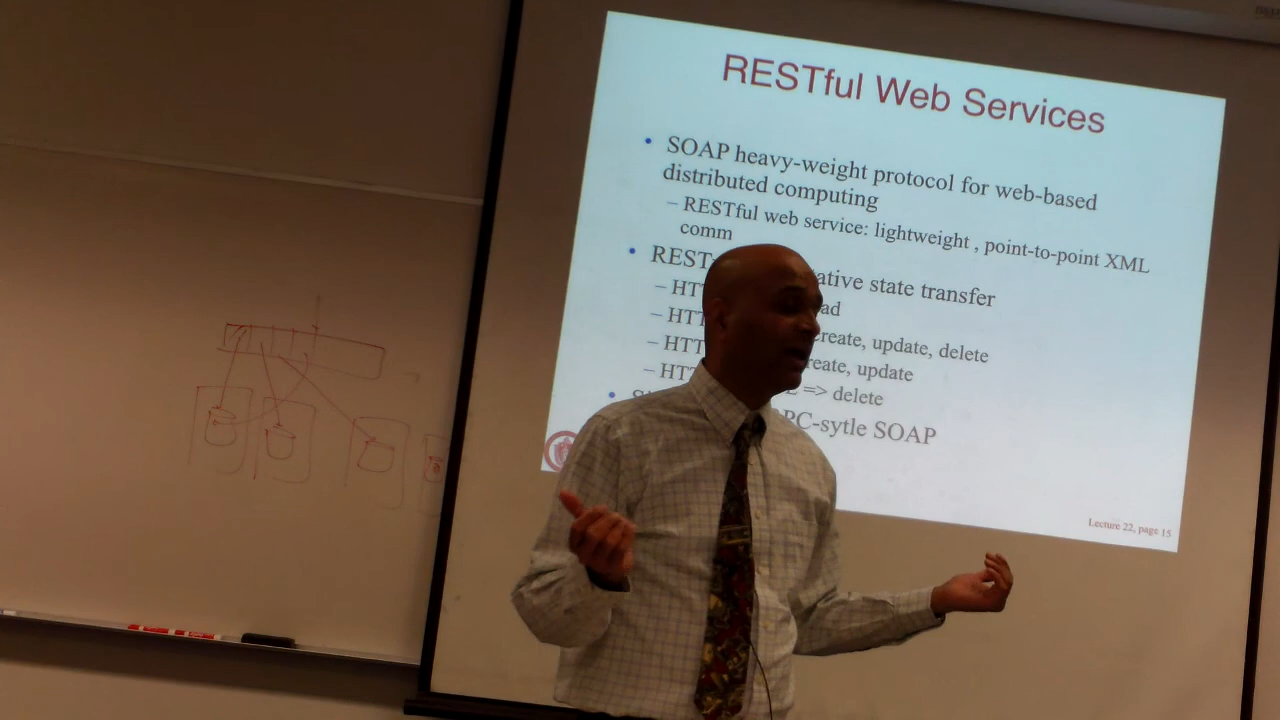 RESTful Web Services
• SOAP heavy-weight protocol for web-based
distributed computing
– RESTful web service: lightweight , point-to-point XML
comm
• REST
ative state transfer
– HT
ad
– HTT
reate, update, delete
– HTT
reate, update
– HT
=> delete
PC-sytle SOAP
Lecture 22, page 15